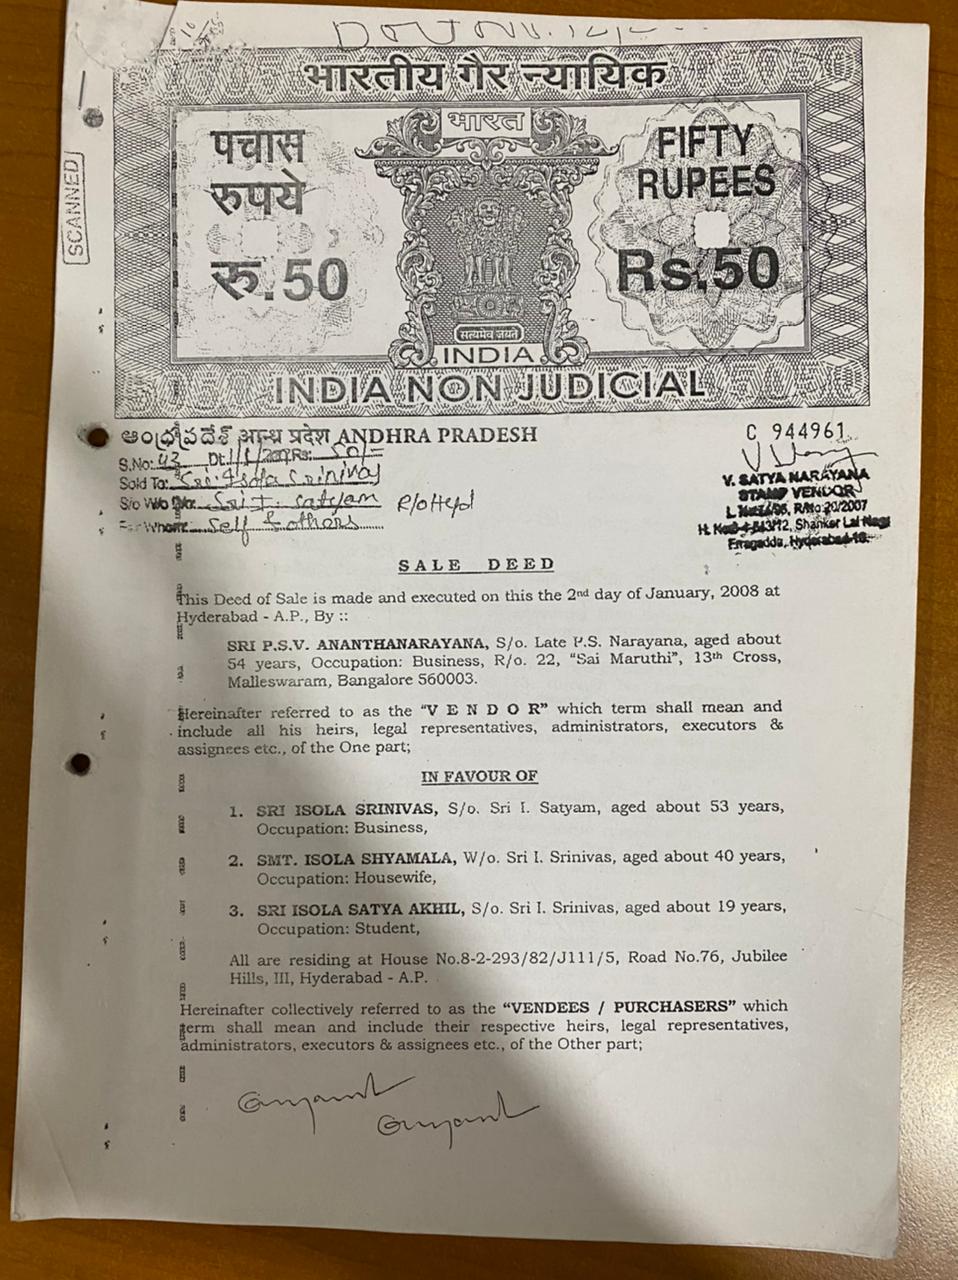 भारतीय गैर न्यायिक
भारत
पचास
रुपये
रु.50
FIFTY
RUPEES
Rs.50
सत्यमेव जयते
INDIA
INDIA NON JUDICIAL
SCANNED
ఆంధ్రప్రదేశ్ आन्ध्र प्रदेश ANDHRA PRADESH
C 944961
S.No: 43 Dt: Rs: 50/=
Sold To: Sri. Isola Srinivas
S/o W/o D/o: Sri I. Satyam R/o Hyd
For Whom: Self & others
V. SATYA NARAYANA
STAMP VENDOR
R/No 20/2007
Shanker Lal Nagar
Erragadda, Hyderabad-18.
SALE DEED
This Deed of Sale is made and executed on this the 2nd day of January, 2008 at
Hyderabad - A.P., By ::
SRI P.S.V. ANANTHANARAYANA, S/o. Late P.S. Narayana, aged about
54 years, Occupation: Business, R/o. 22, “Sai Maruthi”, 13th Cross,
Malleswaram, Bangalore 560003.
Hereinafter referred to as the “V E N D O R” which term shall mean and
include all his heirs, legal representatives, administrators, executors &
assignees etc., of the One part;
IN FAVOUR OF
1. SRI ISOLA SRINIVAS, S/o. Sri I. Satyam, aged about 53 years,
Occupation: Business,
2. SMT. ISOLA SHYAMALA, W/o. Sri I. Srinivas, aged about 40 years,
Occupation: Housewife,
3. SRI ISOLA SATYA AKHIL, S/o. Sri I. Srinivas, aged about 19 years,
Occupation: Student,
All are residing at House No.8-2-293/82/J111/5, Road No.76, Jubilee
Hills, III, Hyderabad - A.P.
Hereinafter collectively referred to as the “VENDEES / PURCHASERS” which
term shall mean and include their respective heirs, legal representatives,
administrators, executors & assignees etc., of the Other part;